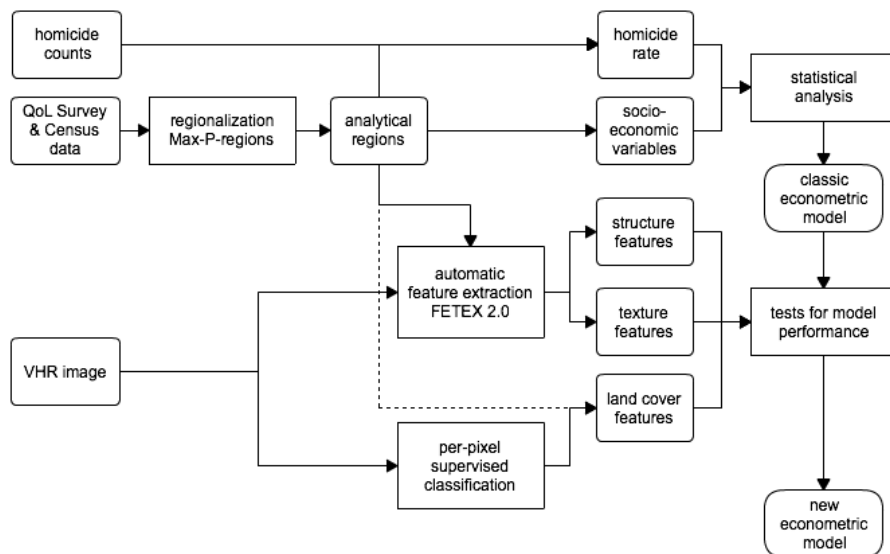 homicide
counts
homicide
rate
statistical
analysis
QoL Survey
& Census
data
regionalization
Max-P-regions
analytical
regions
socio-
economic
variables
classic
econometric
model
structure
features
automatic
feature extraction
FETEX 2.0
texture
features
tests for model
performance
VHR image
land cover
features
per-pixel
supervised
classification
new
econometric
model